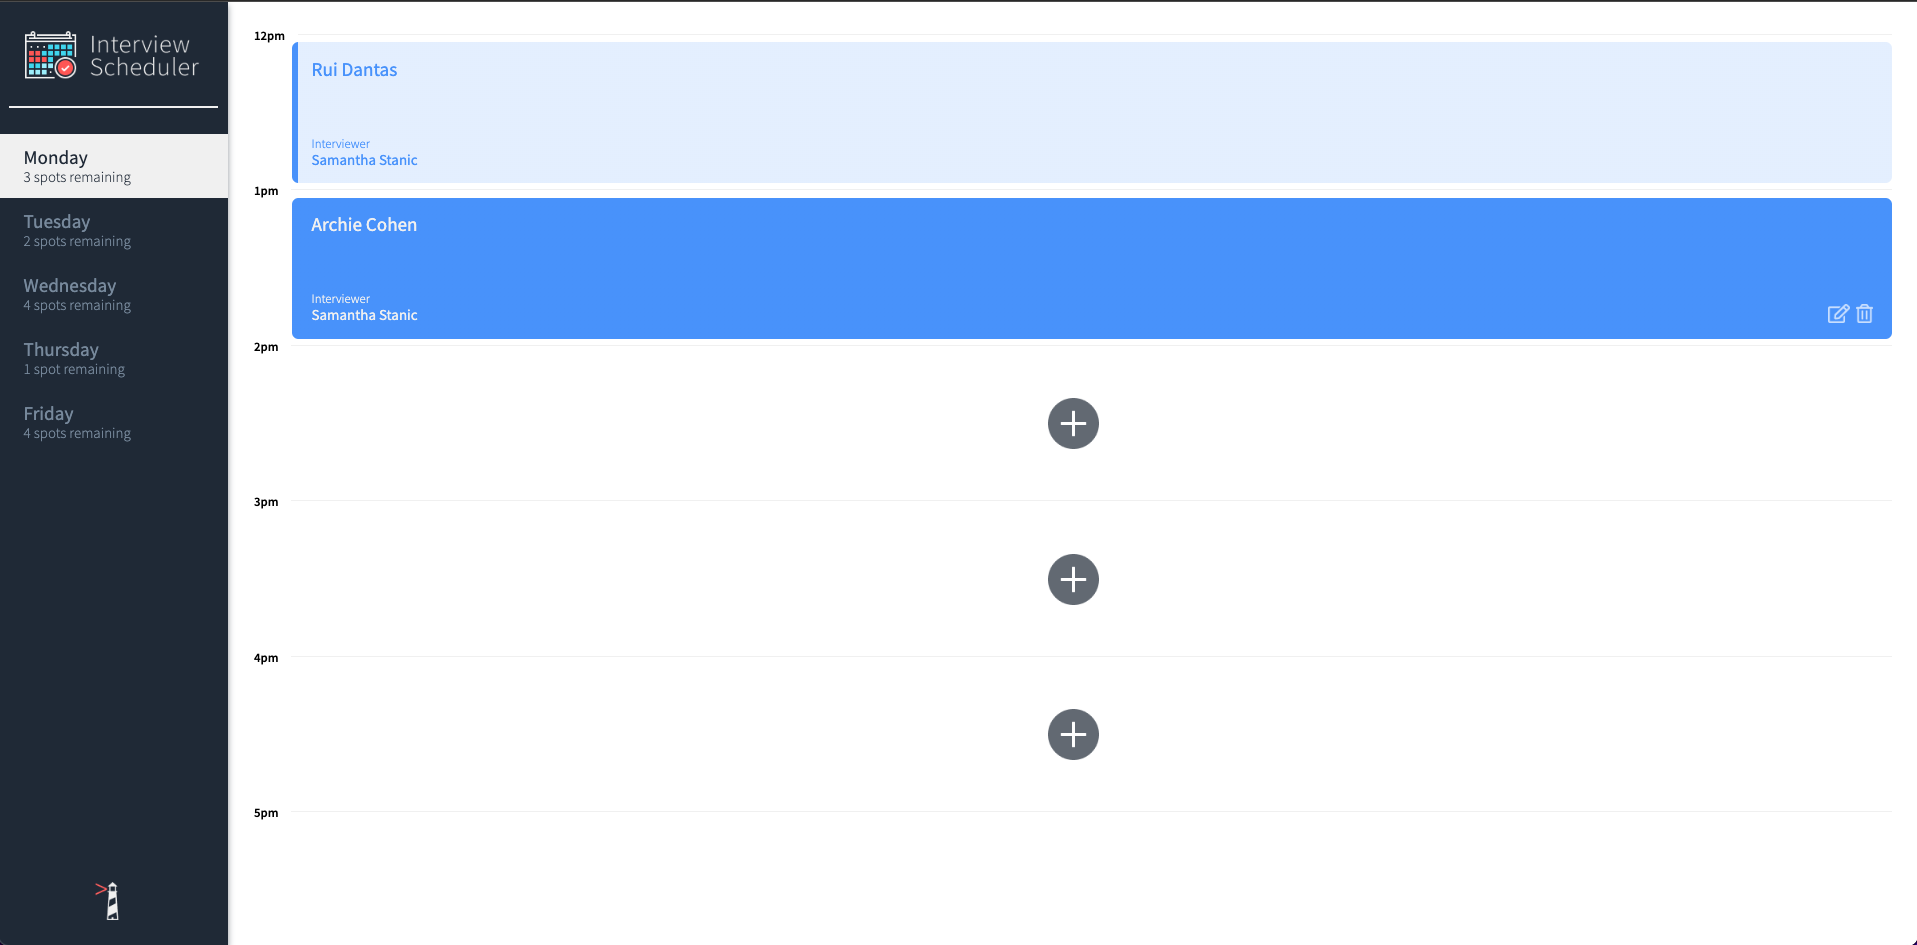 Interview
Scheduler
Monday
3 spots remaining
Tuesday
2 spots remaining
Wednesday
4 spots remaining
Thursday
1 spot remaining
Friday
4 spots remaining
12pm
Rui Dantas
Interviewer
Samantha Stanic
1pm
Archie Cohen
Interviewer
Samantha Stanic
2pm
3pm
4pm
5pm